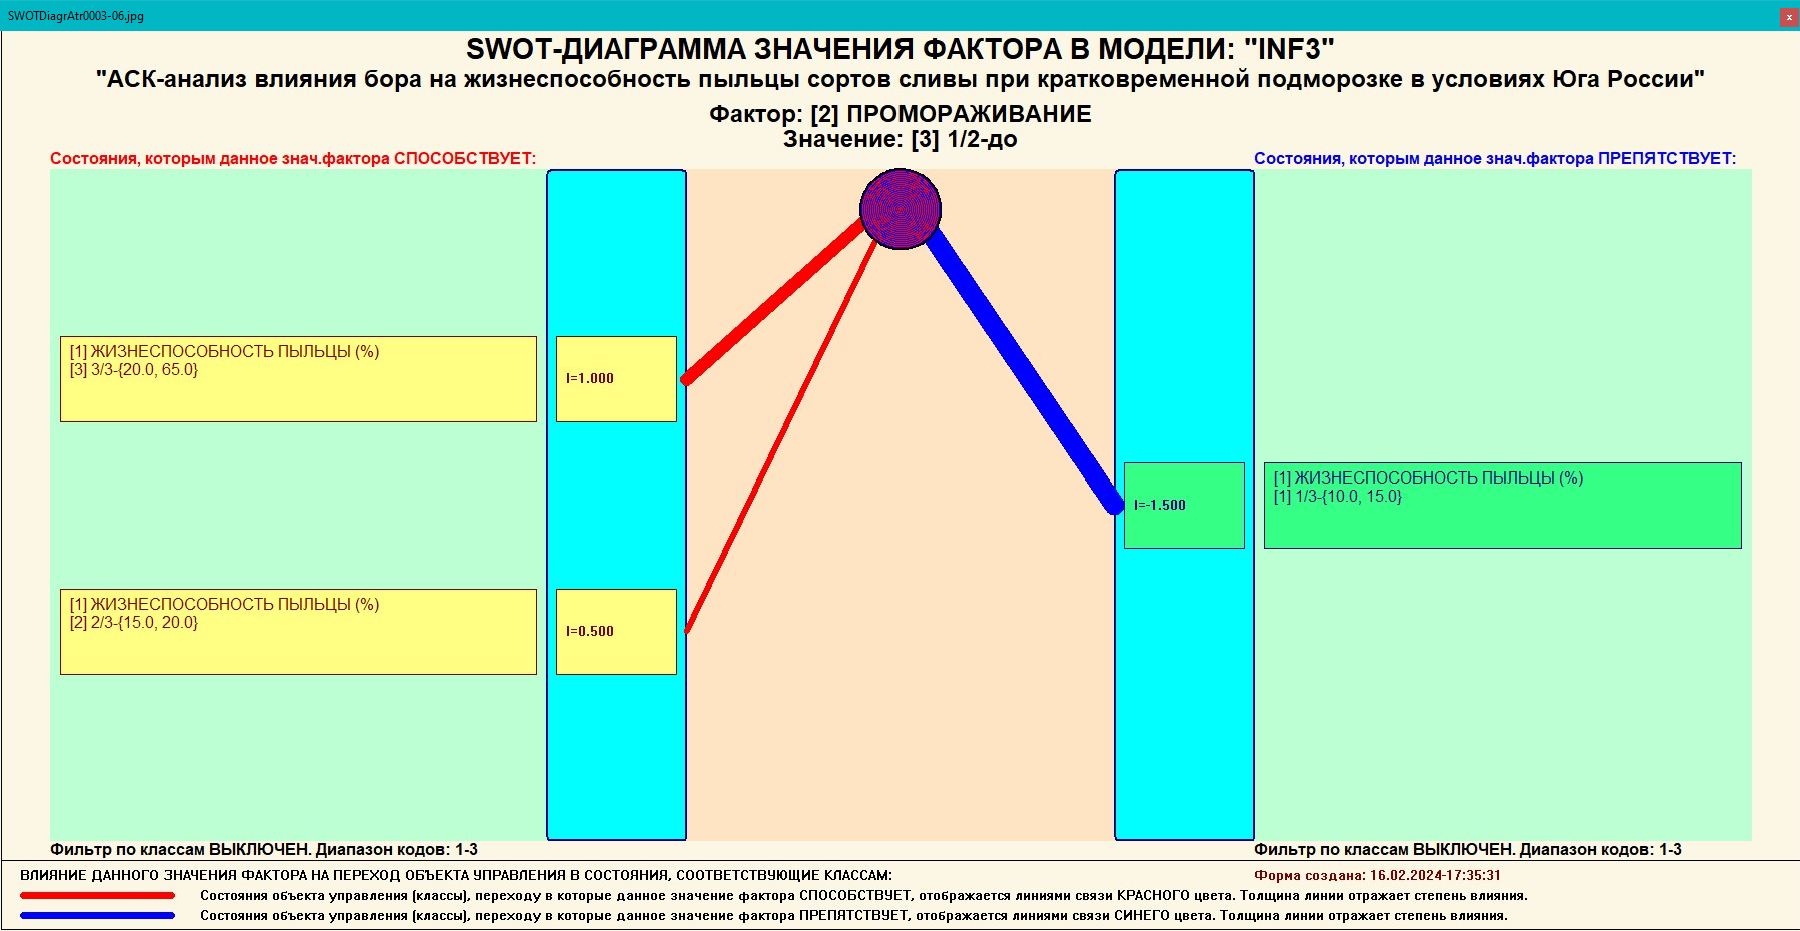 SWOTDiagrAtr0003-06.jpg
x
SWOT-ДИАГРАММА ЗНАЧЕНИЯ ФАКТОРА В МОДЕЛИ: "INF3"
"АСК-анализ влияния бора на жизнеспособность пыльцы сортов сливы при кратковременной подморозке в условиях Юга России"
Фактор: [2] ПРОМОРАЖИВАНИЕ
Значение: [3] 1/2-до
Состояния, которым данное знач.фактора СПОСОБСТВУЕТ:
Состояния, которым данное знач.фактора ПРЕПЯТСТВУЕТ:
[1] ЖИЗНЕСПОСОБНОСТЬ ПЫЛЬЦЫ (%)
[3] 3/3-{20.0, 65.0}
I=1.000
[1] ЖИЗНЕСПОСОБНОСТЬ ПЫЛЬЦЫ (%)
[1] 1/3-{10.0, 15.0}
I=-1.500
[1] ЖИЗНЕСПОСОБНОСТЬ ПЫЛЬЦЫ (%)
[2] 2/3-{15.0, 20.0}
I=0.500
Фильтр по классам ВЫКЛЮЧЕН. Диапазон кодов: 1-3
Фильтр по классам ВЫКЛЮЧЕН. Диапазон кодов: 1-3
ВЛИЯНИЕ ДАННОГО ЗНАЧЕНИЯ ФАКТОРА НА ПЕРЕХОД ОБЪЕКТА УПРАВЛЕНИЯ В СОСТОЯНИЯ, СООТВЕТСТВУЮЩИЕ КЛАССАМ:
Форма создана: 16.02.2024-17:35:31
Состояния объекта управления (классы), переходу в которые данное значение фактора СПОСОБСТВУЕТ, отображается линиями связи КРАСНОГО цвета. Толщина линии отражает степень влияния.
Состояния объекта управления (классы), переходу в которые данное значение фактора ПРЕПЯТСТВУЕТ, отображается линиями связи СИНЕГО цвета. Толщина линии отражает степень влияния.